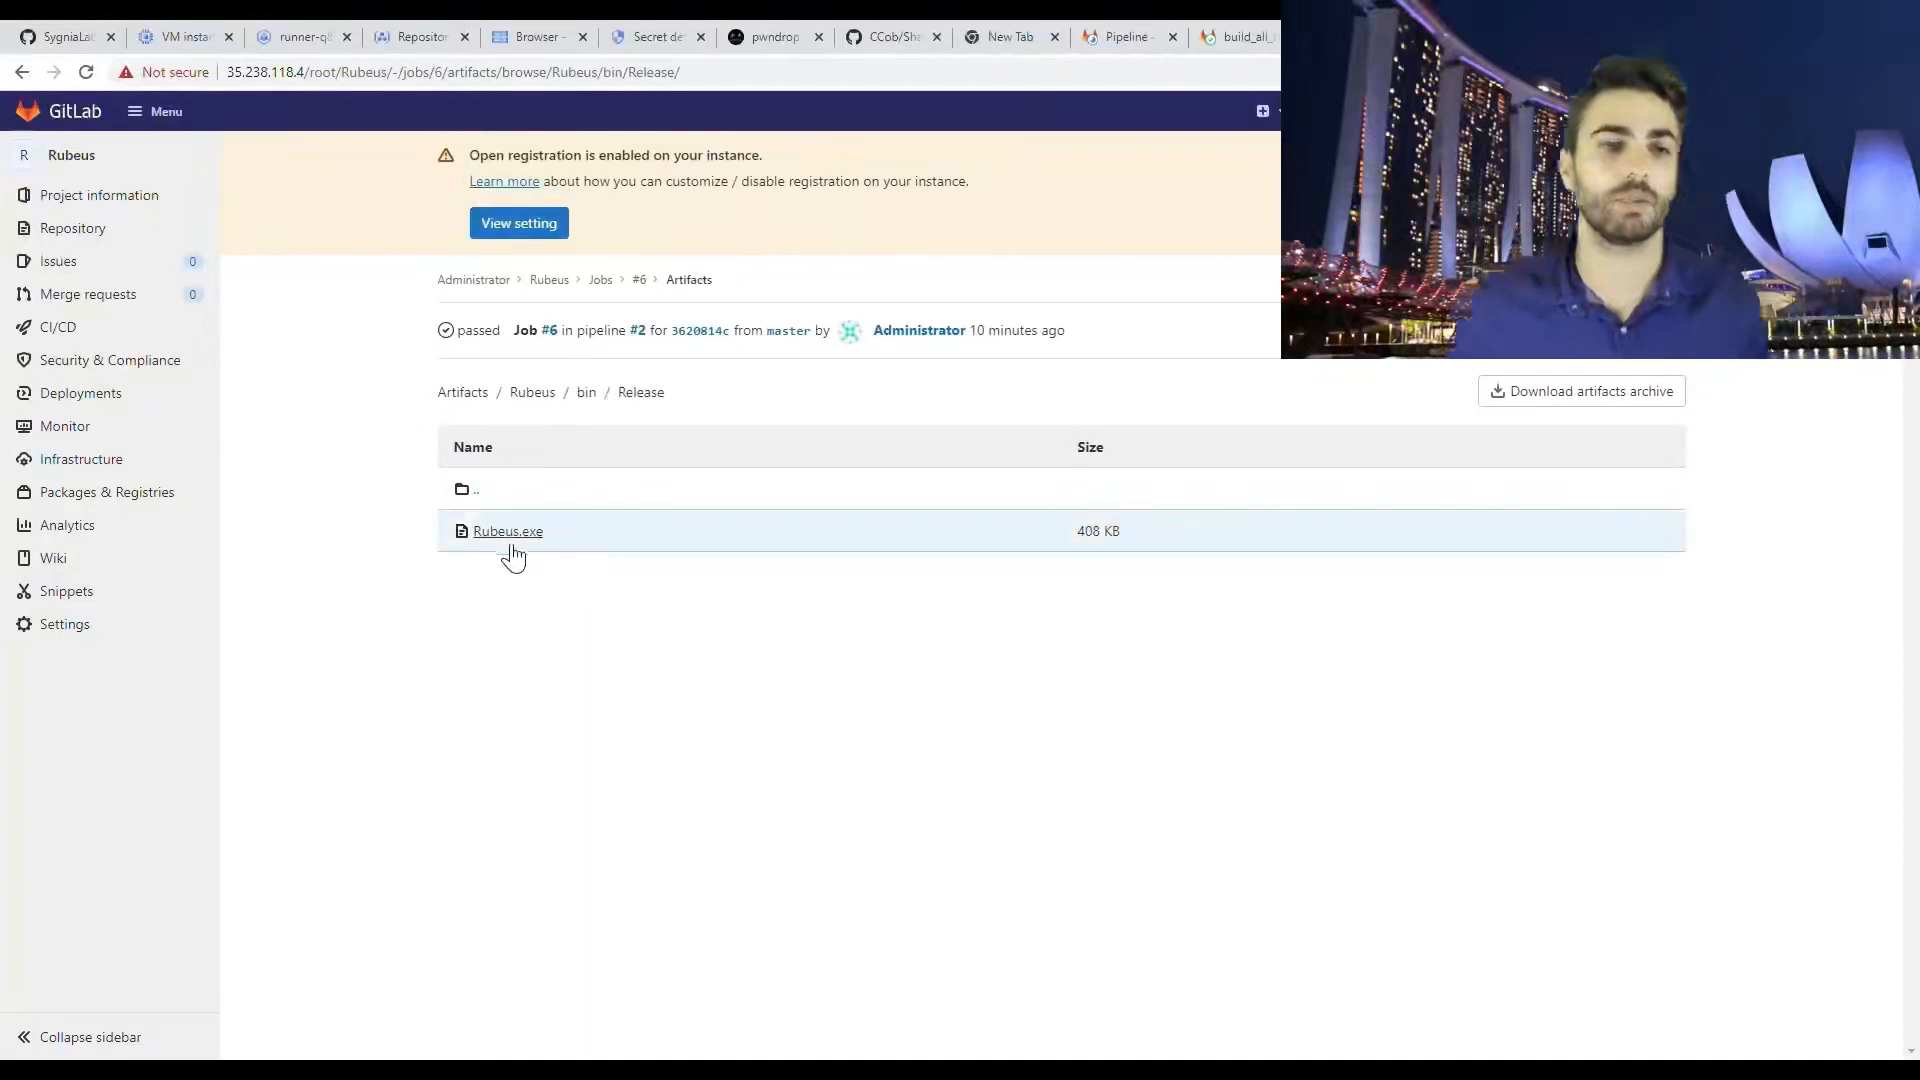 SygniaLa
VM insta
runner-q
Repositor
Browser -
Secret de
pwndrop
CCob/Sha
New Tab
Pipeline -
build_all_
Not secure
35.238.118.4/root/Rubeus/-/jobs/6/artifacts/browse/Rubeus/bin/Release/
GitLab
Menu
R Rubeus
Project information
Repository
Issues 0
Merge requests 0
CI/CD
Security & Compliance
Deployments
Monitor
Infrastructure
Packages & Registries
Analytics
Wiki
Snippets
Settings
Collapse sidebar
Open registration is enabled on your instance.
Learn more about how you can customize / disable registration on your instance.
View setting
Administrator > Rubeus > Jobs > #6 > Artifacts
passed Job #6 in pipeline #2 for 3620814c from master by Administrator 10 minutes ago
Artifacts / Rubeus / bin / Release
Download artifacts archive
Name Size
..
Rubeus.exe 408 KB